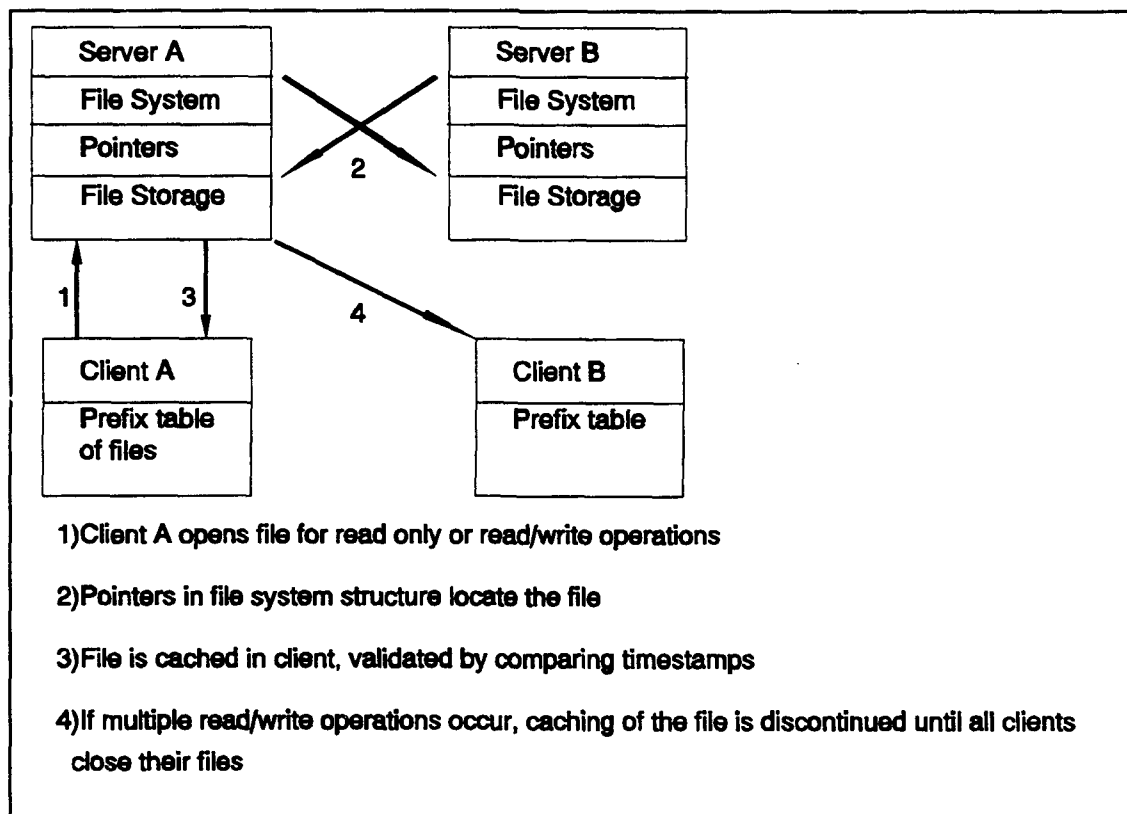 Server A
File System
Pointers
File Storage
Server B
File System
Pointers
File Storage
2
1
3
4
Client A
Prefix table
of files
Client B
Prefix table
1)Client A opens file for read only or read/write operations
2)Pointers in file system structure locate the file
3)File is cached in client, validated by comparing timestamps
4)If multiple read/write operations occur, caching of the file is discontinued until all clients
close their files